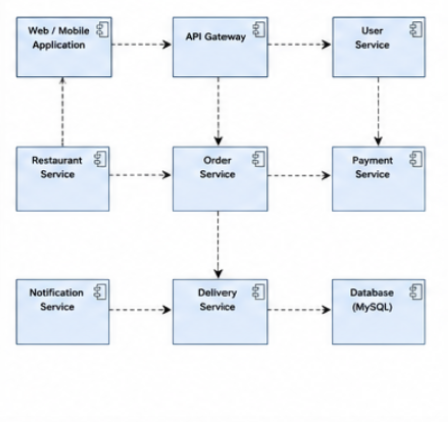 Web / Mobile
Application
API Gateway
User
Service
Restaurant
Service
Order
Service
Payment
Service
Notification
Service
Delivery
Service
Database
(MySQL)